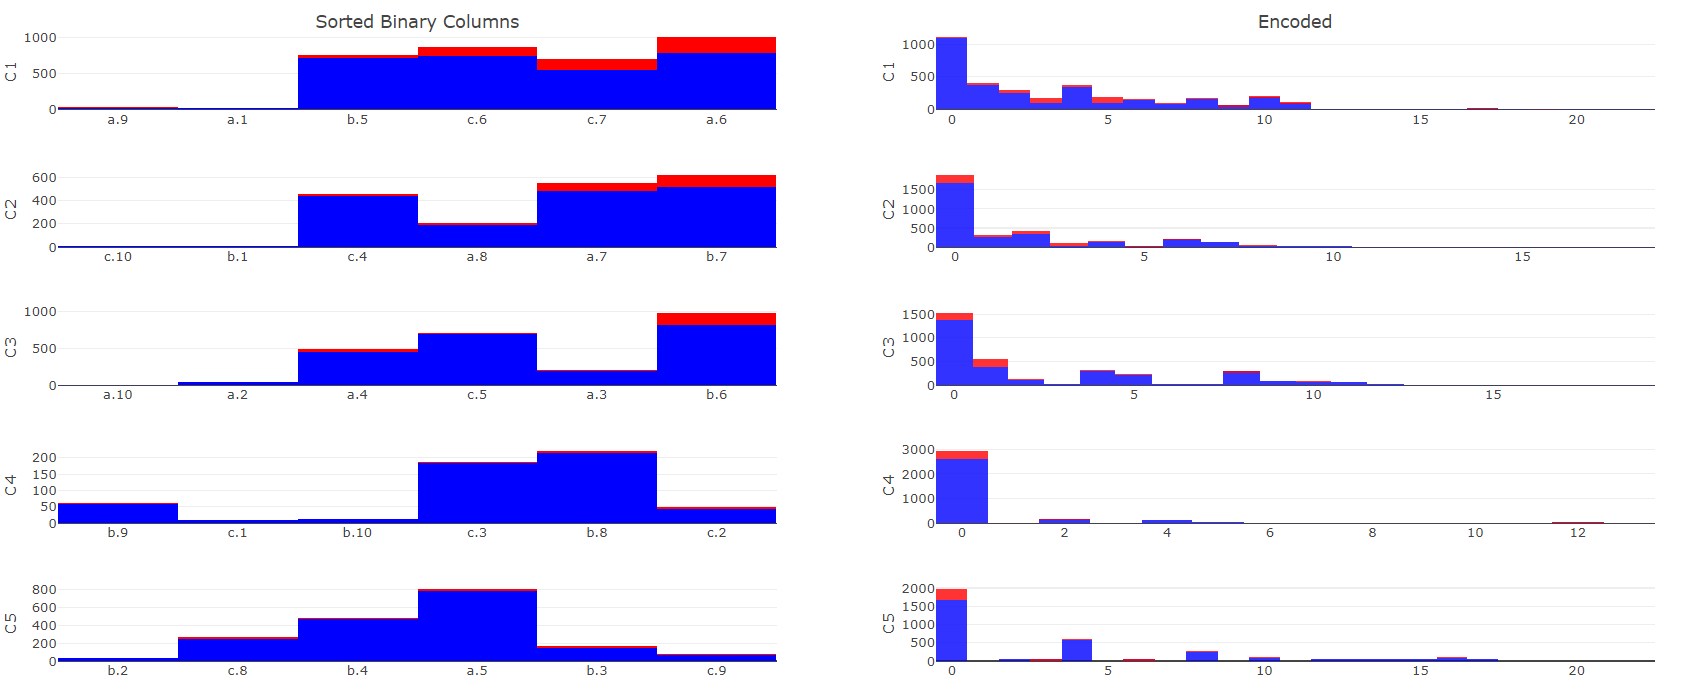 Sorted Binary Columns
Encoded
C1
1000
500
0
a.9 a.1 b.5 c.6 c.7 a.6
C1
1000
500
0
0 5 10 15 20
C2
600
400
200
0
c.10 b.1 c.4 a.8 a.7 b.7
C2
1500
1000
500
0
0 5 10 15
C3
1000
500
0
a.10 a.2 a.4 c.5 a.3 b.6
C3
1500
1000
500
0
0 5 10 15
C4
200
150
100
50
0
b.9 c.1 b.10 c.3 b.8 c.2
C4
3000
2000
1000
0
0 2 4 6 8 10 12
C5
800
600
400
200
0
b.2 c.8 b.4 a.5 b.3 c.9
C5
2000
1500
1000
500
0
0 5 10 15 20